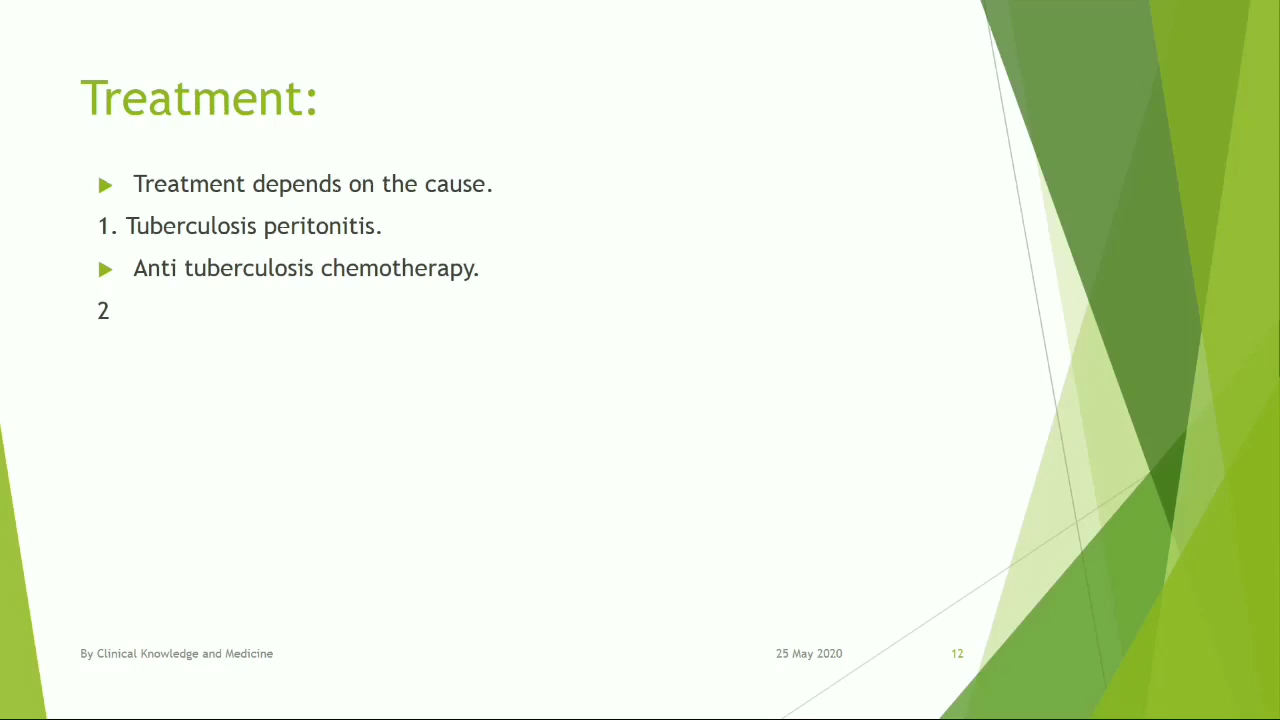 Treatment:
Treatment depends on the cause.
1. Tuberculosis peritonitis.
Anti tuberculosis chemotherapy.
2
By Clinical Knowledge and Medicine
25 May 2020
12